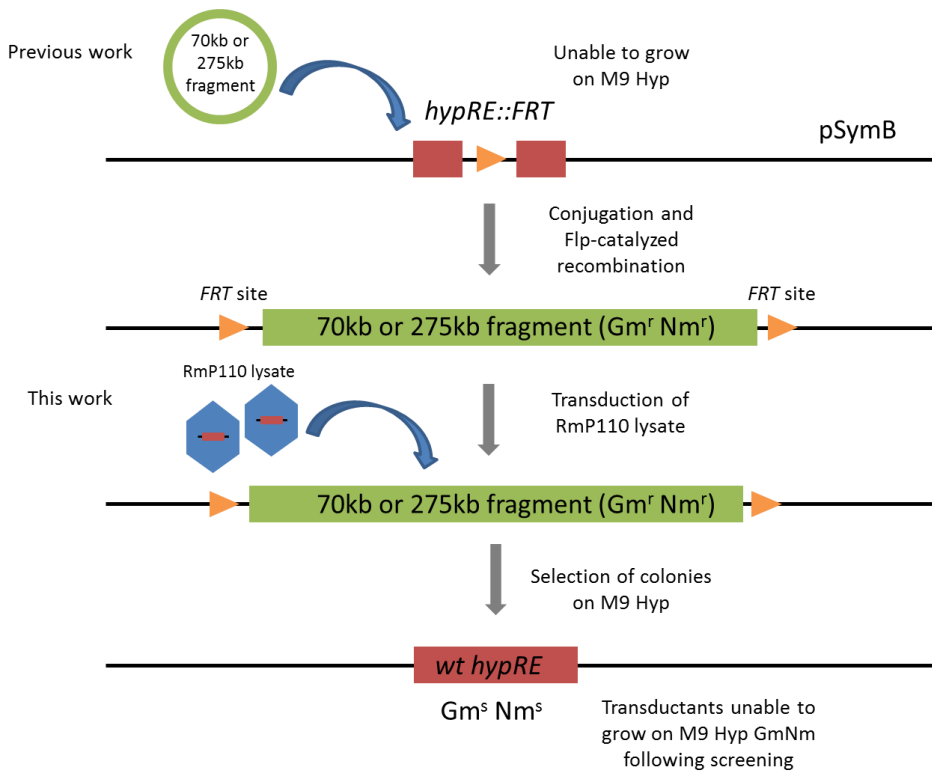 Previous work
70kb or
275kb
fragment
Unable to grow
on M9 Hyp
hypRE::FRT
pSymB
Conjugation and
Flp-catalyzed
recombination
FRT site
FRT site
70kb or 275kb fragment (Gmʳ Nmʳ)
This work
RmP110 lysate
Transduction of
RmP110 lysate
70kb or 275kb fragment (Gmʳ Nmʳ)
Selection of colonies
on M9 Hyp
wt hypRE
Gmˢ Nmˢ
Transductants unable to
grow on M9 Hyp GmNm
following screening